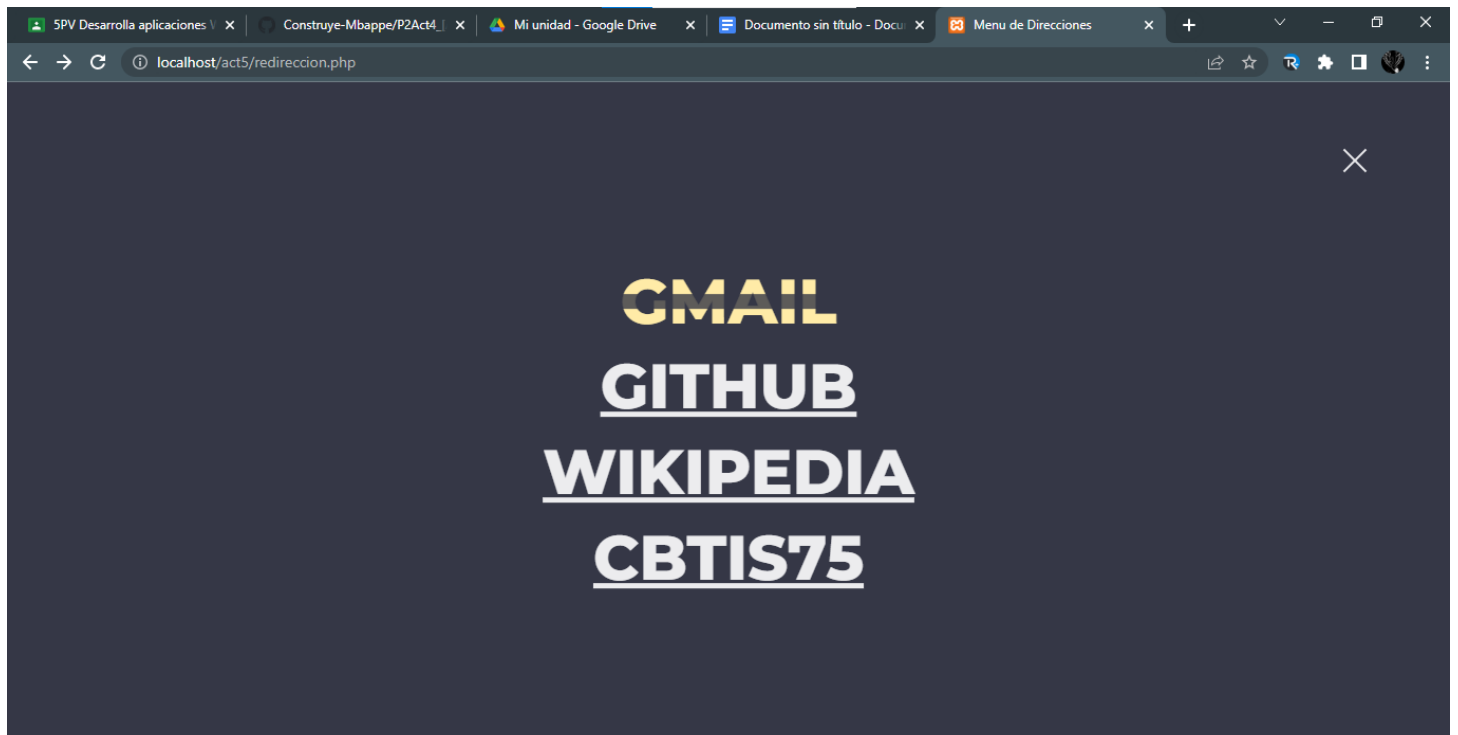 5PV Desarrolla aplicaciones
Construye-Mbappe/P2Act4_
Mi unidad - Google Drive
Documento sin título - Docu
Menu de Direcciones
localhost/act5/redireccion.php
GMAIL
GITHUB
WIKIPEDIA
CBTIS75